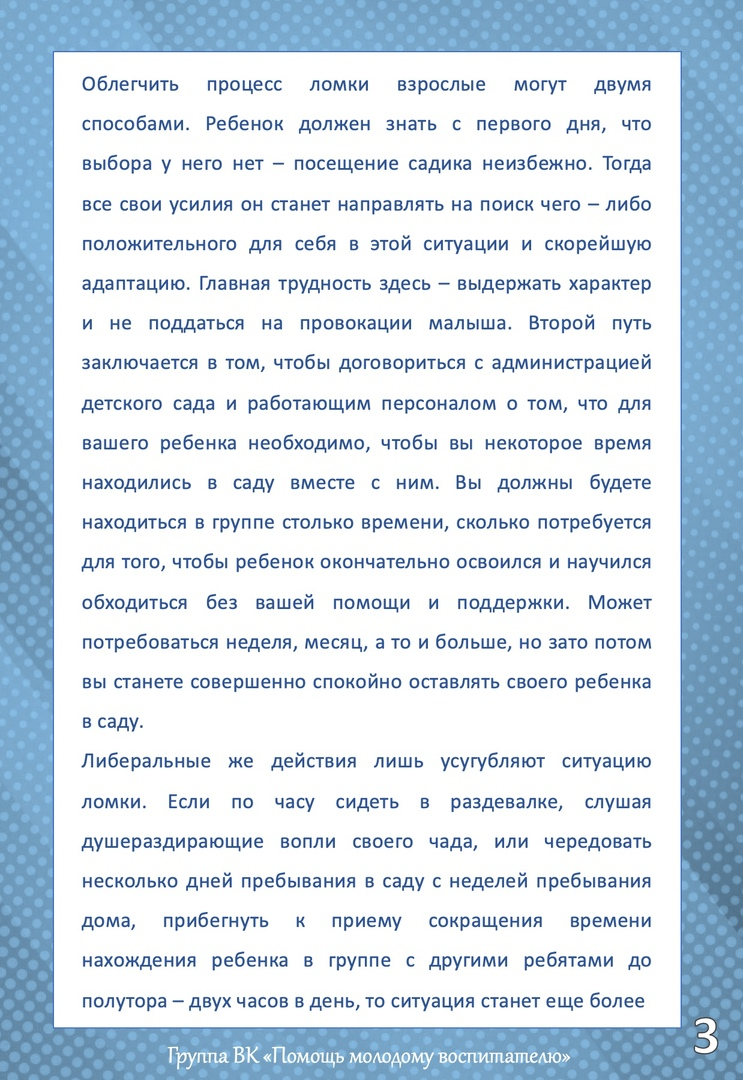 Облегчить процесс ломки взрослые могут двумя
способами. Ребенок должен знать с первого дня, что
выбора у него нет – посещение садика неизбежно. Тогда
все свои усилия он станет направлять на поиск чего – либо
положительного для себя в этой ситуации и скорейшую
адаптацию. Главная трудность здесь – выдержать характер
и не поддаться на провокации малыша. Второй путь
заключается в том, чтобы договориться с администрацией
детского сада и работающим персоналом о том, что для
вашего ребенка необходимо, чтобы вы некоторое время
находились в саду вместе с ним. Вы должны будете
находиться в группе столько времени, сколько потребуется
для того, чтобы ребенок окончательно освоился и научился
обходиться без вашей помощи и поддержки. Может
потребоваться неделя, месяц, а то и больше, но зато потом
вы станете совершенно спокойно оставлять своего ребенка
в саду.
Либеральные же действия лишь усугубляют ситуацию
ломки. Если по часу сидеть в раздевалке, слушая
душераздирающие вопли своего чада, или чередовать
несколько дней пребывания в саду с неделей пребывания
дома, прибегнуть к приему сокращения времени
нахождения ребенка в группе с другими ребятами до
полутора – двух часов в день, то ситуация станет еще более
3
Группа ВК «Помощь молодому воспитателю»